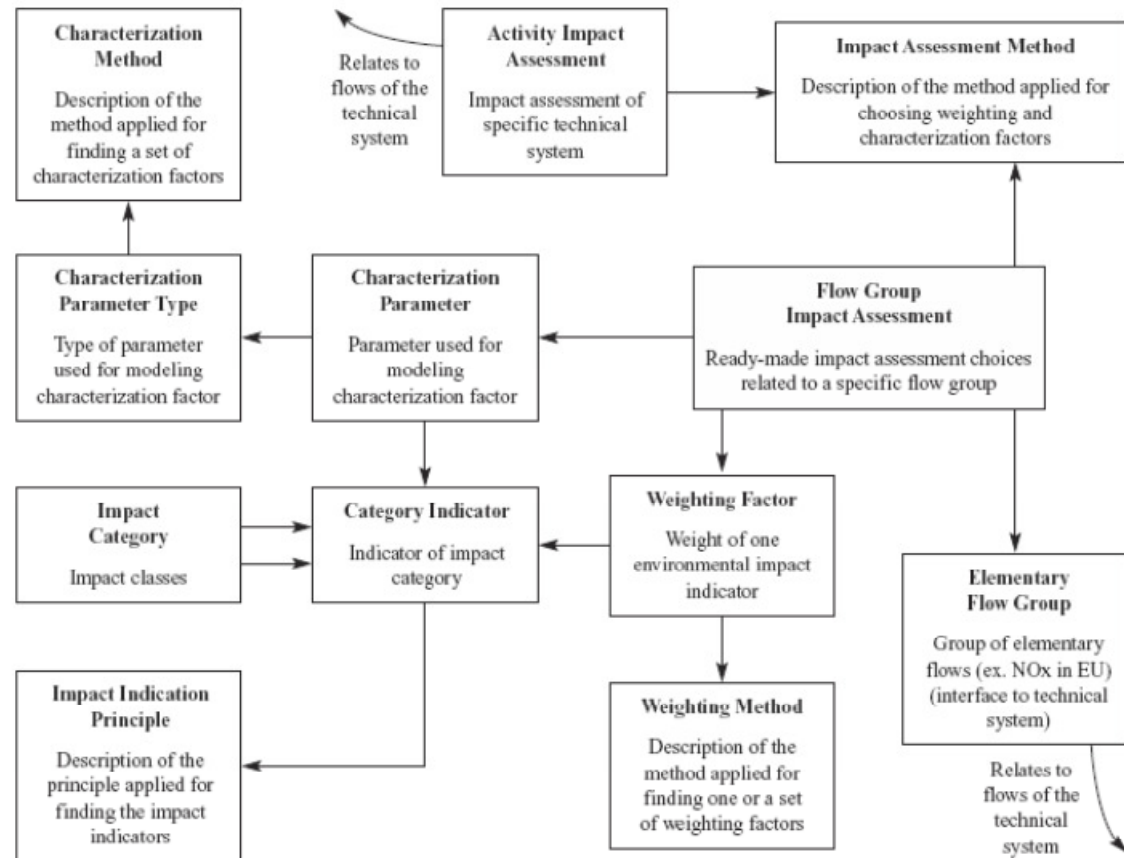 Characterization
Method
Description of the
method applied for
finding a set of
characterization factors
Relates to
flows of the
technical
system
Activity Impact
Assessment
Impact assessment of
specific technical
system
Impact Assessment Method
Description of the method applied for
choosing weighting and
characterization factors
Characterization
Parameter Type
Type of parameter
used for modeling
characterization factor
Characterization
Parameter
Parameter used for
modeling
characterization factor
Flow Group
Impact Assessment
Ready-made impact assessment choices
related to a specific flow group
Impact
Category
Impact classes
Category Indicator
Indicator of impact
category
Weighting Factor
Weight of one
environmental impact
indicator
Elementary
Flow Group
Group of elementary
flows (ex. NOx in EU)
(interface to technical
system)
Impact Indication
Principle
Description of the
principle applied for
finding the impact
indicators
Weighting Method
Description of the
method applied for
finding one or a set
of weighting factors
Relates to
flows of the
technical
system